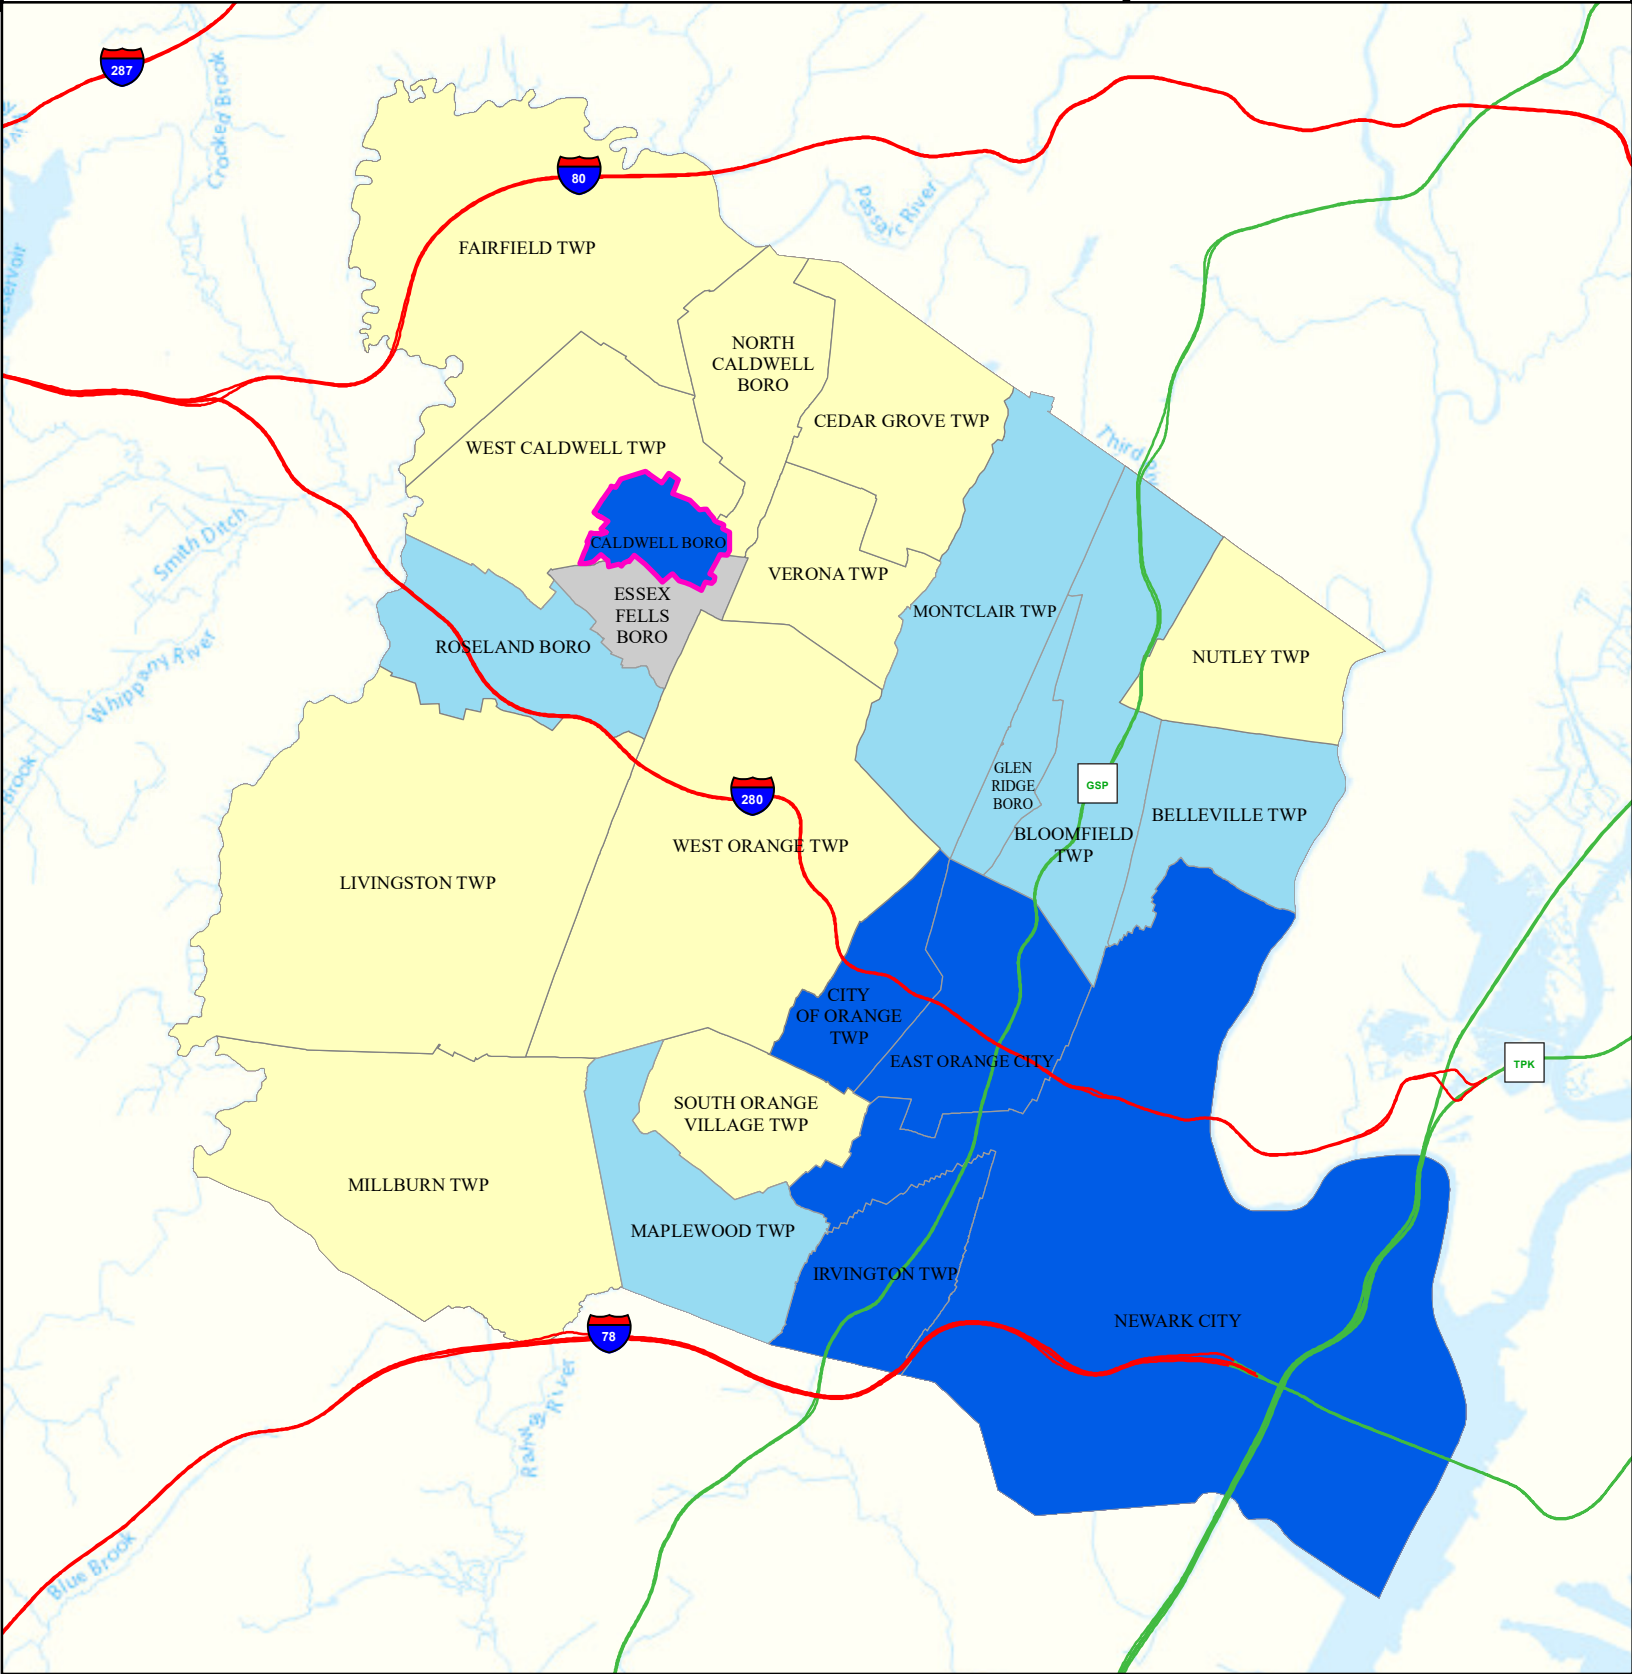 287
Crooked Brook
80
Passaic River
FAIRFIELD TWP
NORTH
CALDWELL
BORO
CEDAR GROVE TWP
WEST CALDWELL TWP
Third
Smith Ditch
CALDWELL BORO
VERONA TWP
ESSEX
FELLS
BORO
MONTCLAIR TWP
ROSELAND BORO
NUTLEY TWP
Whippany River
Brook
GLEN
RIDGE
BORO
GSP
280
BELLEVILLE TWP
BLOOMFIELD
TWP
WEST ORANGE TWP
LIVINGSTON TWP
CITY
OF ORANGE
TWP
EAST ORANGE CITY
TPK
SOUTH ORANGE
VILLAGE TWP
MILLBURN TWP
MAPLEWOOD TWP
IRVINGTON TWP
NEWARK CITY
78
River
Blue Brook